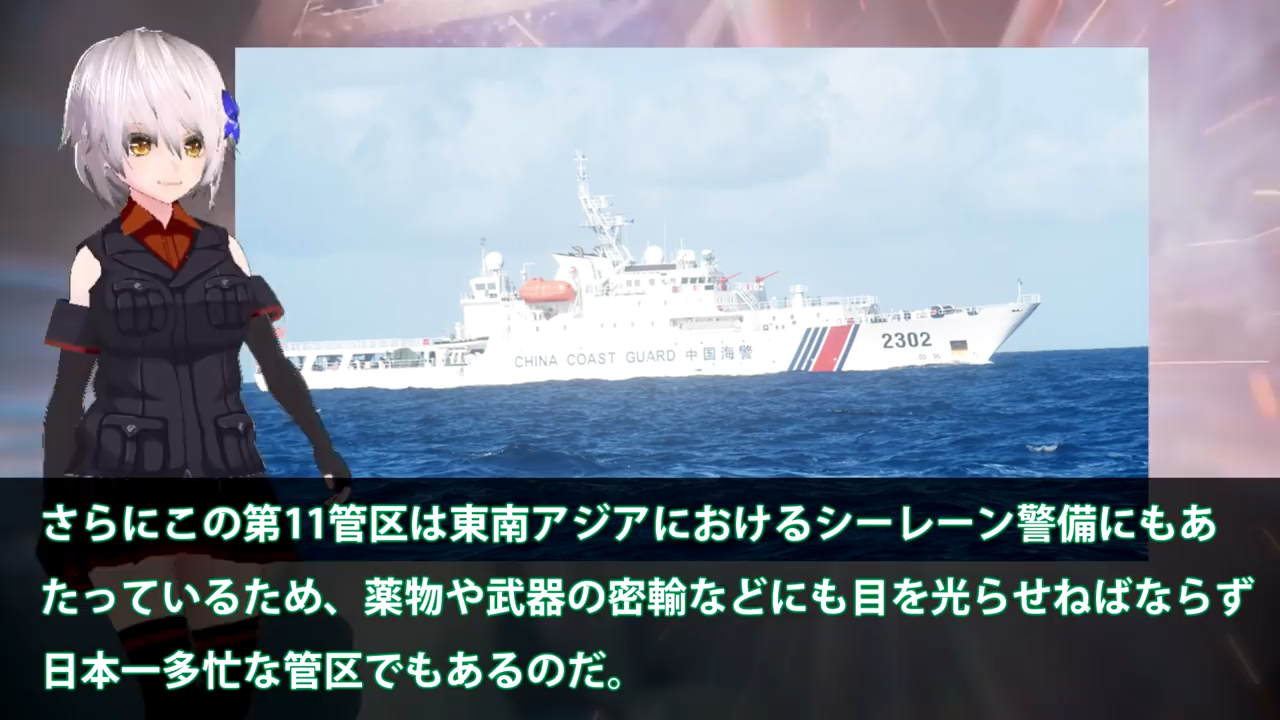 CHINA COAST GUARD 中国海警
2302
さらにこの第11管区は東南アジアにおけるシーレーン警備にもあ
たっているため、薬物や武器の密輸などにも目を光らせねばならず
日本一多忙な管区でもあるのだ。